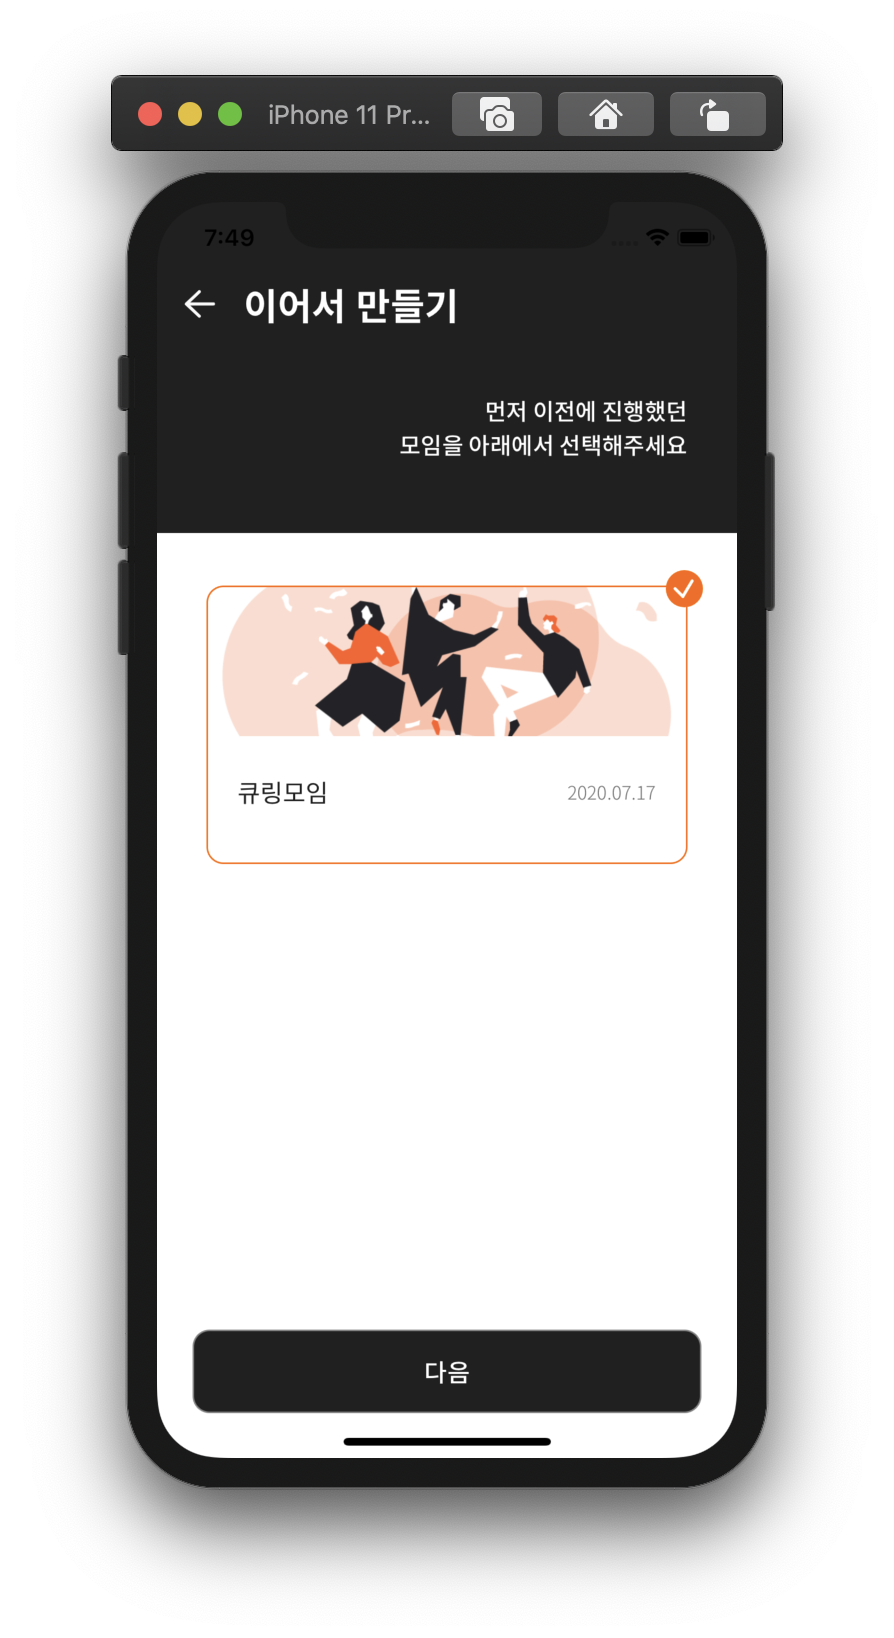 iPhone 11 Pr...
7:49
이어서 만들기
먼저 이전에 진행했던
모임을 아래에서 선택해주세요
큐링모임
2020.07.17
다음